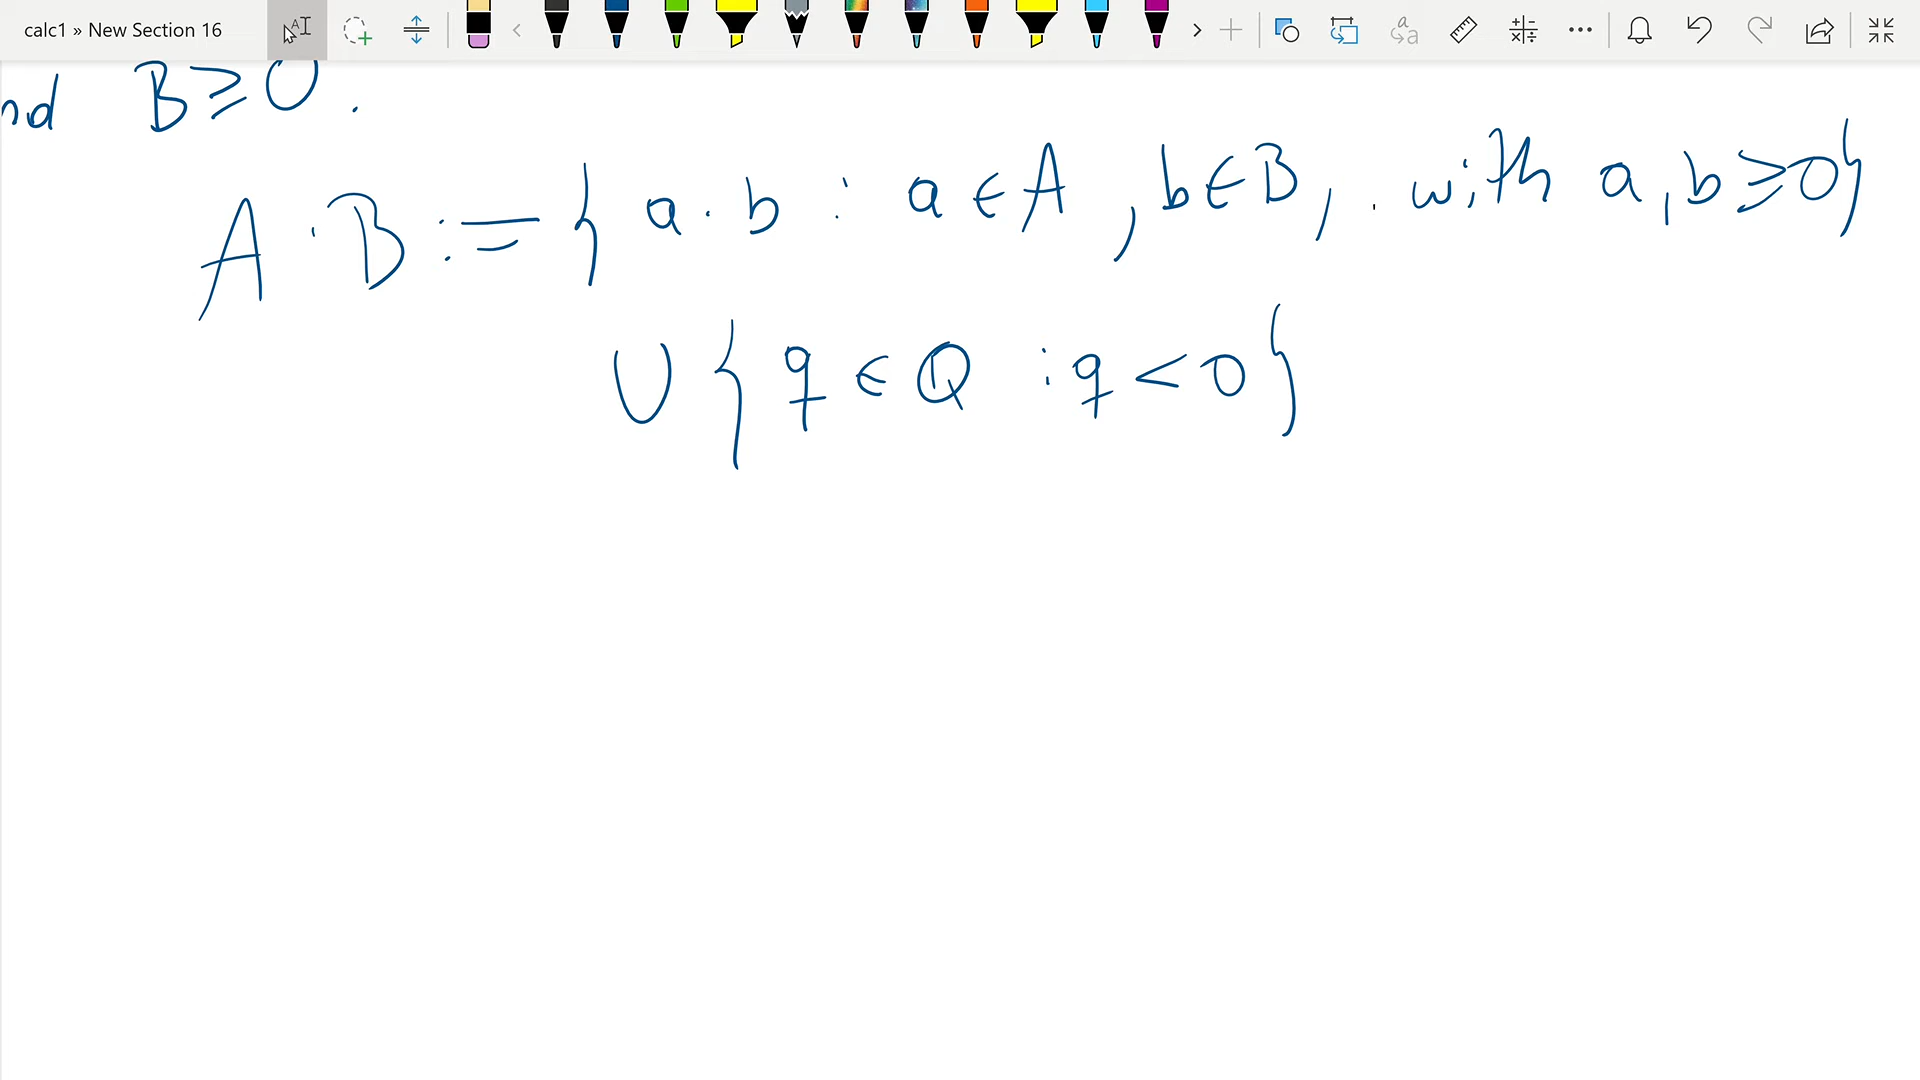 calc1 » New Section 16
nd B ≥ 0 .
A · B := { a · b : a ∈ A , b ∈ B , . with a , b ≥ 0 }
∪ { q ∈ Q : q < 0 }